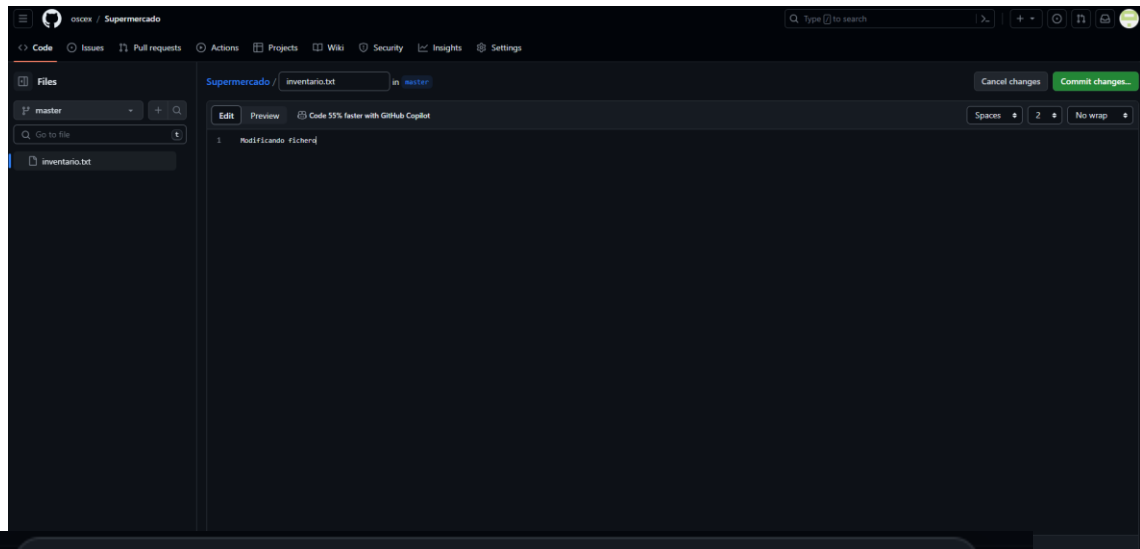 oscex / Supermercado
Type / to search
Code Issues Pull requests Actions Projects Wiki Security Insights Settings
Files
Supermercado / inventario.txt in master
Cancel changes Commit changes...
master
Edit Preview Code 55% faster with GitHub Copilot
Spaces 2 No wrap
Go to file t
1 Modificando fichero
inventario.txt